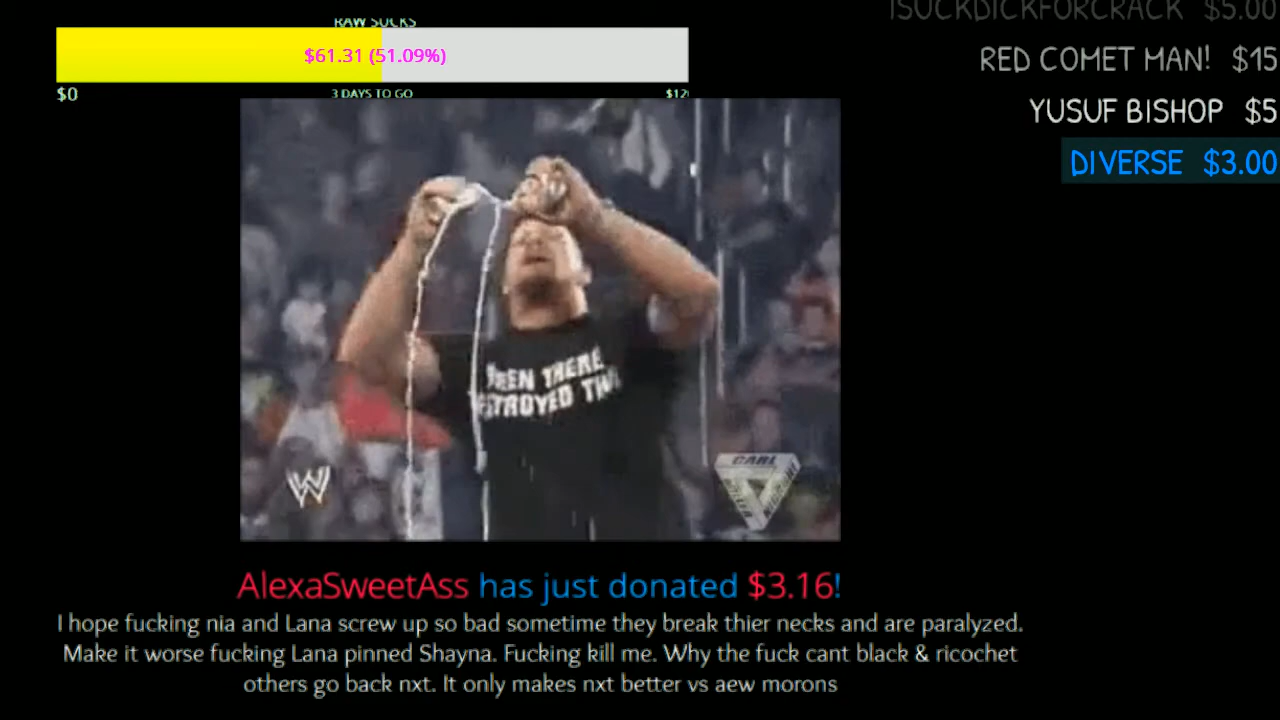 RAW SUCKS
ISUCKDICKFORCRACK $5.00
$61.31 (51.09%)
RED COMET MAN! $15
$0
3 DAYS TO GO
YUSUF BISHOP $5
DIVERSE $3.00
BEEN THERE
TWI
W
CARL
AlexaSweetAss has just donated $3.16!
I hope fucking nia and Lana screw up so bad sometime they break thier necks and are paralyzed.
Make it worse fucking Lana pinned Shayna. Fucking kill me. Why the fuck cant black & ricochet
others go back nxt. It only makes nxt better vs aew morons